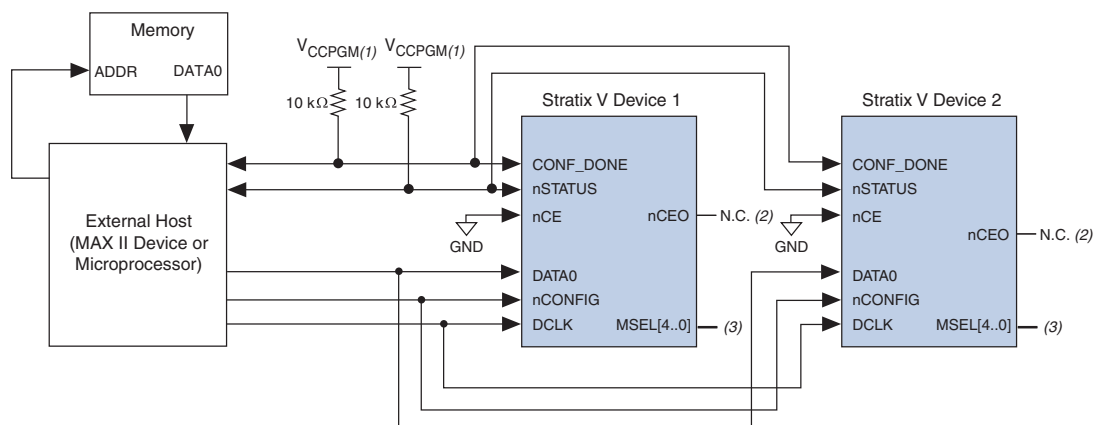 Memory
ADDR
DATA0
VCCPGM(1)
VCCPGM(1)
10 kΩ
10 kΩ
Stratix V Device 1
Stratix V Device 2
External Host
(MAX II Device or
Microprocessor)
CONF_DONE
nSTATUS
nCE
nCEO
N.C. (2)
GND
DATA0
nCONFIG
DCLK
MSEL[4..0]
(3)
CONF_DONE
nSTATUS
nCE
GND
nCEO
N.C. (2)
DATA0
nCONFIG
DCLK
MSEL[4..0]
(3)